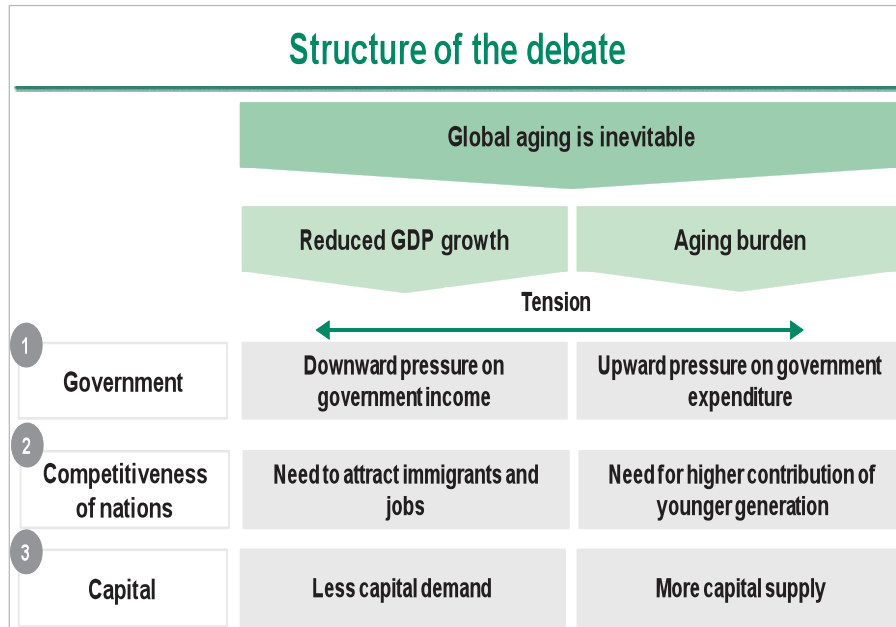 Structure of the debate
Global aging is inevitable
Reduced GDP growth
Aging burden
Tension
1
Government
Downward pressure on
government income
Upward pressure on government
expenditure
2
Competitiveness
of nations
Need to attract immigrants and
jobs
Need for higher contribution of
younger generation
3
Capital
Less capital demand
More capital supply